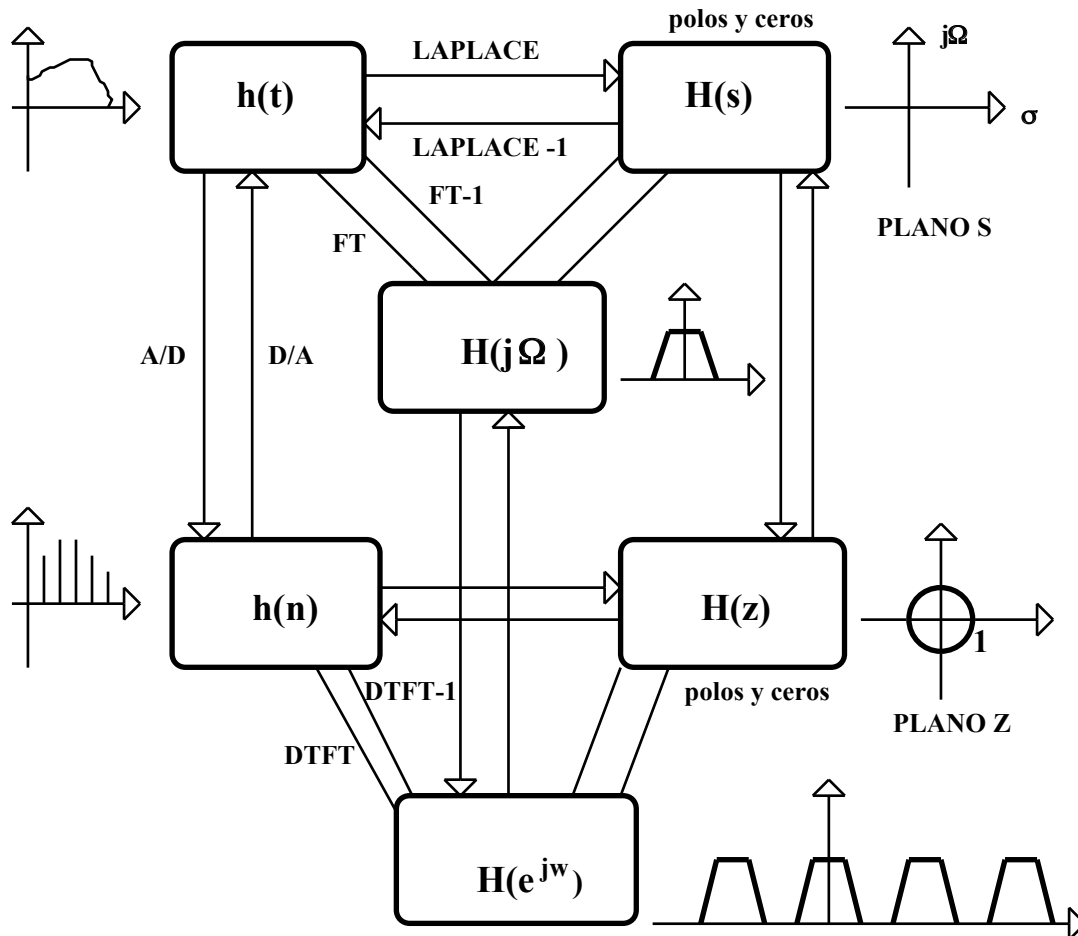 polos y ceros
LAPLACE
jΩ
h(t)
H(s)
σ
LAPLACE -1
FT-1
FT
PLANO S
A/D
D/A
H(jΩ)
h(n)
H(z)
1
DTFT-1
polos y ceros
PLANO Z
DTFT
H(e^jw)